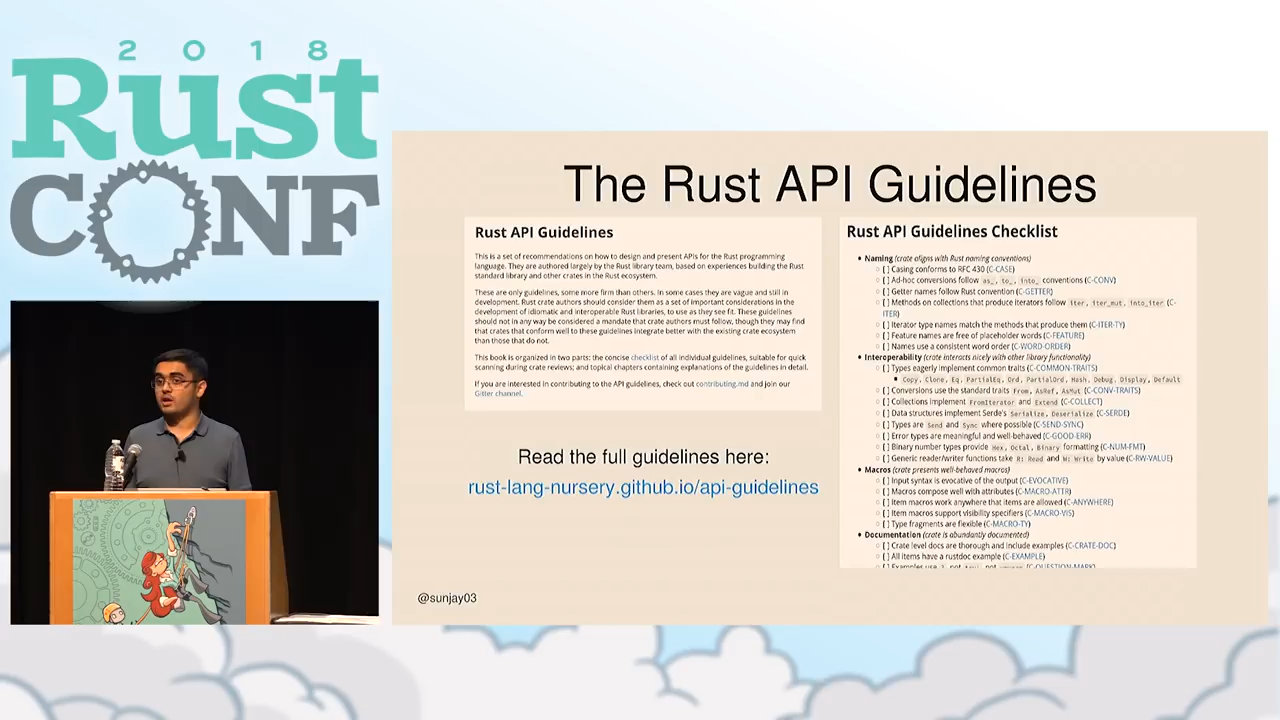 2018
Rust
CONF
The Rust API Guidelines
Rust API Guidelines
This is a set of recommendations on how to design and present APIs for the Rust programming
language. They are authored largely by the Rust library team, based on experiences building the Rust
standard library and other crates in the Rust ecosystem.
These are only guidelines, some more firm than others. In some cases they are vague and still in
development. Rust crate authors should consider them as a set of important considerations in the
development of idiomatic and interoperable Rust libraries, to use as they see fit. These guidelines
should not in any way be considered a mandate that crate authors must follow, though they may find
that crates that conform well to these guidelines integrate better with the existing crate ecosystem
than those that do not.
This book is organized in two parts: the concise checklist of all individual guidelines, suitable for quick
scanning during crate reviews; and topical chapters containing explanations of the guidelines in detail.
If you are interested in contributing to the API guidelines, check out contributing.md and join our
Gitter channel.
Read the full guidelines here:
rust-lang-nursery.github.io/api-guidelines
Rust API Guidelines Checklist
• Naming (crate aligns with Rust naming conventions)
○ [ ] Casing conforms to RFC 430 (C-CASE)
○ [ ] Ad-hoc conversions follow as_, to_, into_ conventions (C-CONV)
○ [ ] Getter names follow Rust convention (C-GETTER)
○ [ ] Methods on collections that produce iterators follow iter, iter_mut, into_iter (C-
ITER)
○ [ ] Iterator type names match the methods that produce them (C-ITER-TY)
○ [ ] Feature names are free of placeholder words (C-FEATURE)
○ [ ] Names use a consistent word order (C-WORD-ORDER)
• Interoperability (crate interacts nicely with other library functionality)
○ [ ] Types eagerly implement common traits (C-COMMON-TRAITS)
▪ Copy, Clone, Eq, PartialEq, Ord, PartialOrd, Hash, Debug, Display, Default
○ [ ] Conversions use the standard traits From, AsRef, AsMut (C-CONV-TRAITS)
○ [ ] Collections implement FromIterator and Extend (C-COLLECT)
○ [ ] Data structures implement Serde's Serialize, Deserialize (C-SERDE)
○ [ ] Types are Send and Sync where possible (C-SEND-SYNC)
○ [ ] Error types are meaningful and well-behaved (C-GOOD-ERR)
○ [ ] Binary number types provide Hex, Octal, Binary formatting (C-NUM-FMT)
○ [ ] Generic reader/writer functions take R: Read and W: Write by value (C-RW-VALUE)
• Macros (crate presents well-behaved macros)
○ [ ] Input syntax is evocative of the output (C-EVOCATIVE)
○ [ ] Macros compose well with attributes (C-MACRO-ATTR)
○ [ ] Item macros work anywhere that items are allowed (C-ANYWHERE)
○ [ ] Item macros support visibility specifiers (C-MACRO-VIS)
○ [ ] Type fragments are flexible (C-MACRO-TY)
• Documentation (crate is abundantly documented)
○ [ ] Crate level docs are thorough and include examples (C-CRATE-DOC)
○ [ ] All items have a rustdoc example (C-EXAMPLE)
○ [ ] Examples use ?, not try!, not unwrap (C-QUESTION-MARK)
@sunjay03